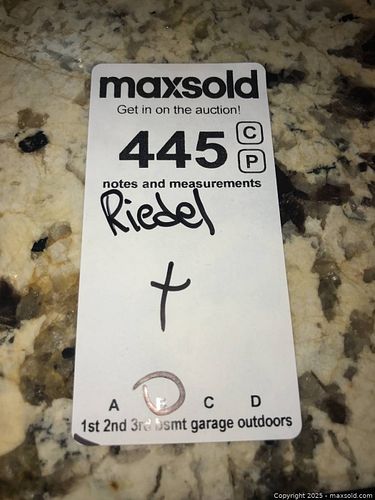 maxsold
Get in on the auction!
445 C
P
notes and measurements
Riedel
+
A B C D
1st 2nd 3rd bsmt garage outdoors
Copyright 2025 - maxsold.com